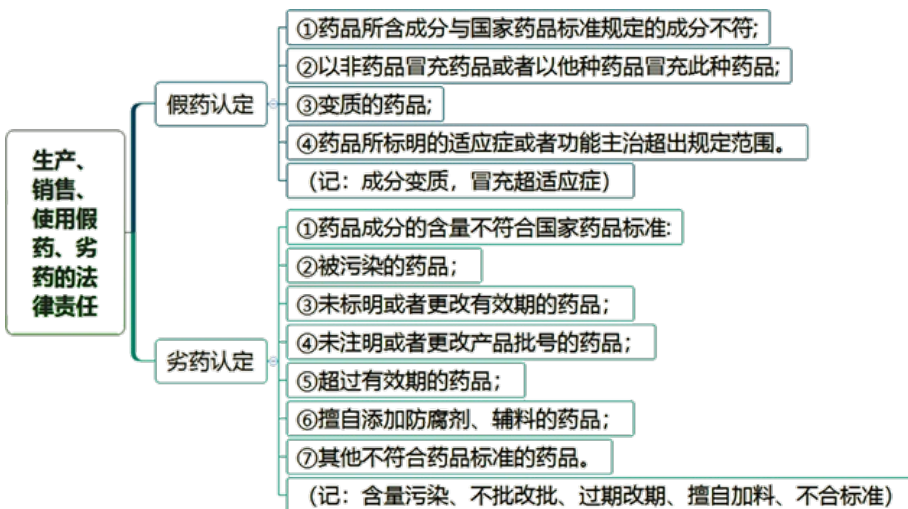 生产、
销售、
使用假
药、劣
药的法
律责任
假药认定
①药品所含成分与国家药品标准规定的成分不符;
②以非药品冒充药品或者以他种药品冒充此种药品;
③变质的药品;
④药品所标明的适应症或者功能主治超出规定范围。
（记：成分变质，冒充超适应症）
劣药认定
①药品成分的含量不符合国家药品标准:
②被污染的药品；
③未标明或者更改有效期的药品；
④未注明或者更改产品批号的药品；
⑤超过有效期的药品；
⑥擅自添加防腐剂、辅料的药品；
⑦其他不符合药品标准的药品。
（记：含量污染、不批改批、过期改期、擅自加料、不合标准）